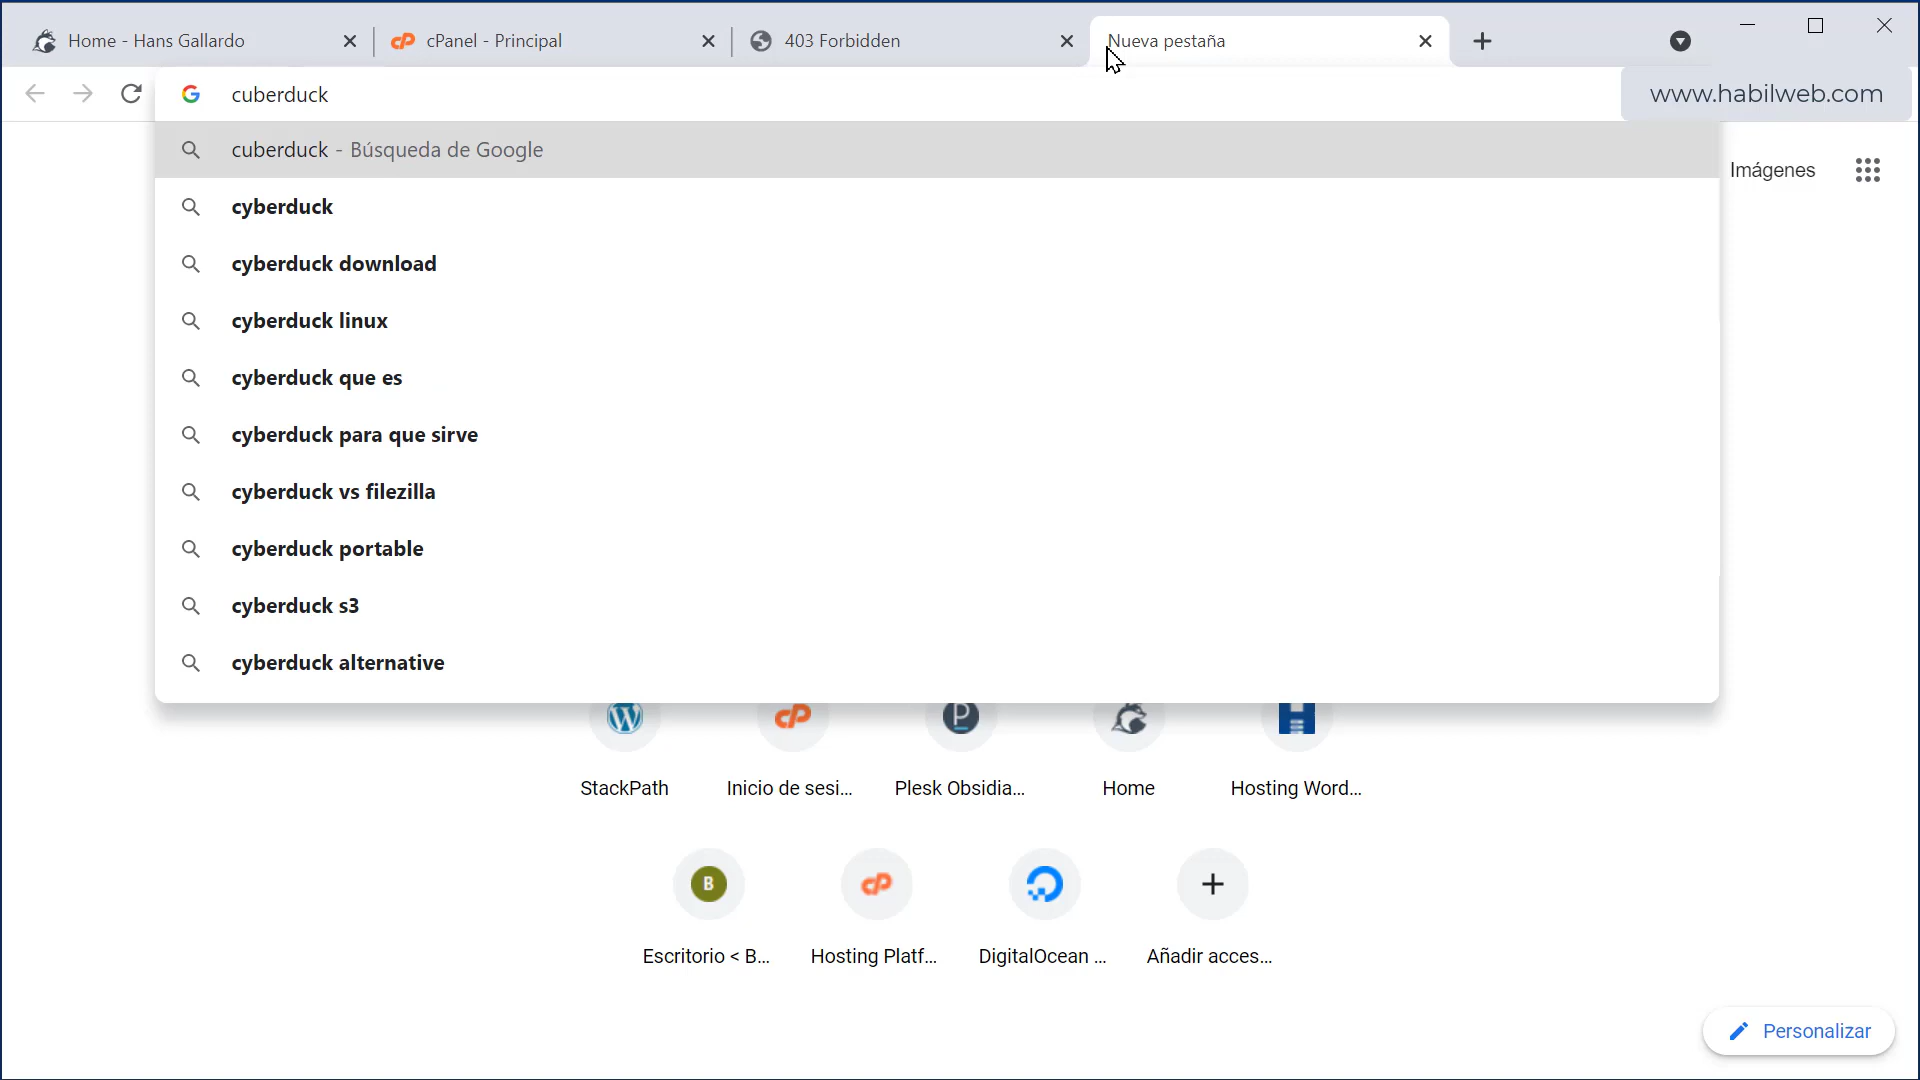 Home - Hans Gallardo
cPanel - Principal
403 Forbidden
Nueva pestaña
cuberduck
www.habilweb.com
cuberduck - Búsqueda de Google
Imágenes
cyberduck
cyberduck download
cyberduck linux
cyberduck que es
cyberduck para que sirve
cyberduck vs filezilla
cyberduck portable
cyberduck s3
cyberduck alternative
StackPath
Inicio de sesi...
Plesk Obsidia...
Home
Hosting Word...
B
Escritorio < B...
Hosting Platf...
DigitalOcean ...
Añadir acces...
Personalizar